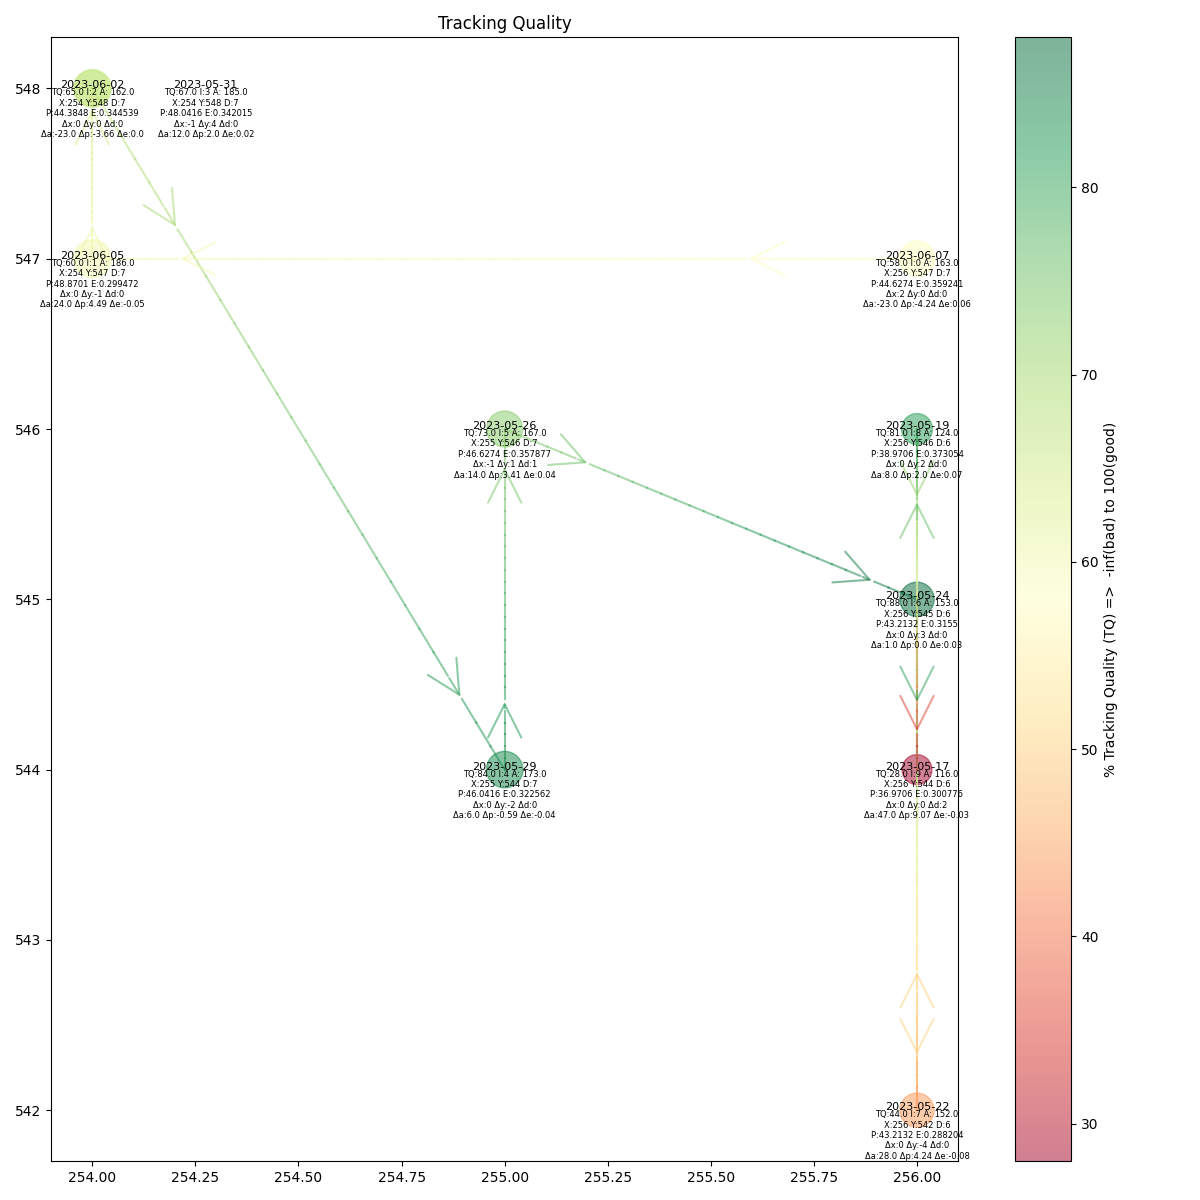 Tracking Quality
548
547
546
545
544
543
542
2023-06-02
TQ:65.0 I:2 A: 162.0
X:254 Y:548 D:7
P:44.3848 E:0.344539
Δx:0 Δy:0 Δd:0
Δa:-23.0 Δp:-3.66 Δe:0.0
2023-05-31
TQ:67.0 I:3 A: 185.0
X:254 Y:548 D:7
P:48.0416 E:0.342015
Δx:-1 Δy:4 Δd:0
Δa:12.0 Δp:2.0 Δe:0.02
2023-06-05
TQ:60.0 I:1 A: 186.0
X:254 Y:547 D:7
P:48.8701 E:0.299472
Δx:0 Δy:-1 Δd:0
Δa:24.0 Δp:4.49 Δe:-0.05
2023-06-07
TQ:58.0 I:0 A: 163.0
X:256 Y:547 D:7
P:44.6274 E:0.359241
Δx:2 Δy:0 Δd:0
Δa:-23.0 Δp:-4.24 Δe:0.06
2023-05-26
TQ:73.0 I:5 A: 167.0
X:255 Y:546 D:7
P:46.6274 E:0.357877
Δx:-1 Δy:1 Δd:1
Δa:14.0 Δp:3.41 Δe:0.04
2023-05-19
TQ:81.0 I:8 A: 124.0
X:256 Y:546 D:6
P:38.9706 E:0.373054
Δx:0 Δy:2 Δd:0
Δa:8.0 Δp:2.0 Δe:0.07
2023-05-24
TQ:88.0 I:6 A: 153.0
X:256 Y:545 D:6
P:43.2132 E:0.3155
Δx:0 Δy:3 Δd:0
Δa:1.0 Δp:0.0 Δe:0.03
2023-05-29
TQ:84.0 I:4 A: 173.0
X:255 Y:544 D:7
P:46.0416 E:0.322562
Δx:0 Δy:-2 Δd:0
Δa:6.0 Δp:-0.59 Δe:-0.04
2023-05-17
TQ:28.0 I:9 A: 116.0
X:256 Y:544 D:6
P:36.9706 E:0.300776
Δx:0 Δy:0 Δd:2
Δa:47.0 Δp:9.07 Δe:-0.03
2023-05-22
TQ:44.0 I:7 A: 152.0
X:256 Y:542 D:6
P:43.2132 E:0.288204
Δx:0 Δy:-4 Δd:0
Δa:28.0 Δp:4.24 Δe:-0.08
254.00 254.25 254.50 254.75 255.00 255.25 255.50 255.75 256.00
80
70
60
50
40
30
% Tracking Quality (TQ) => -inf(bad) to 100(good)